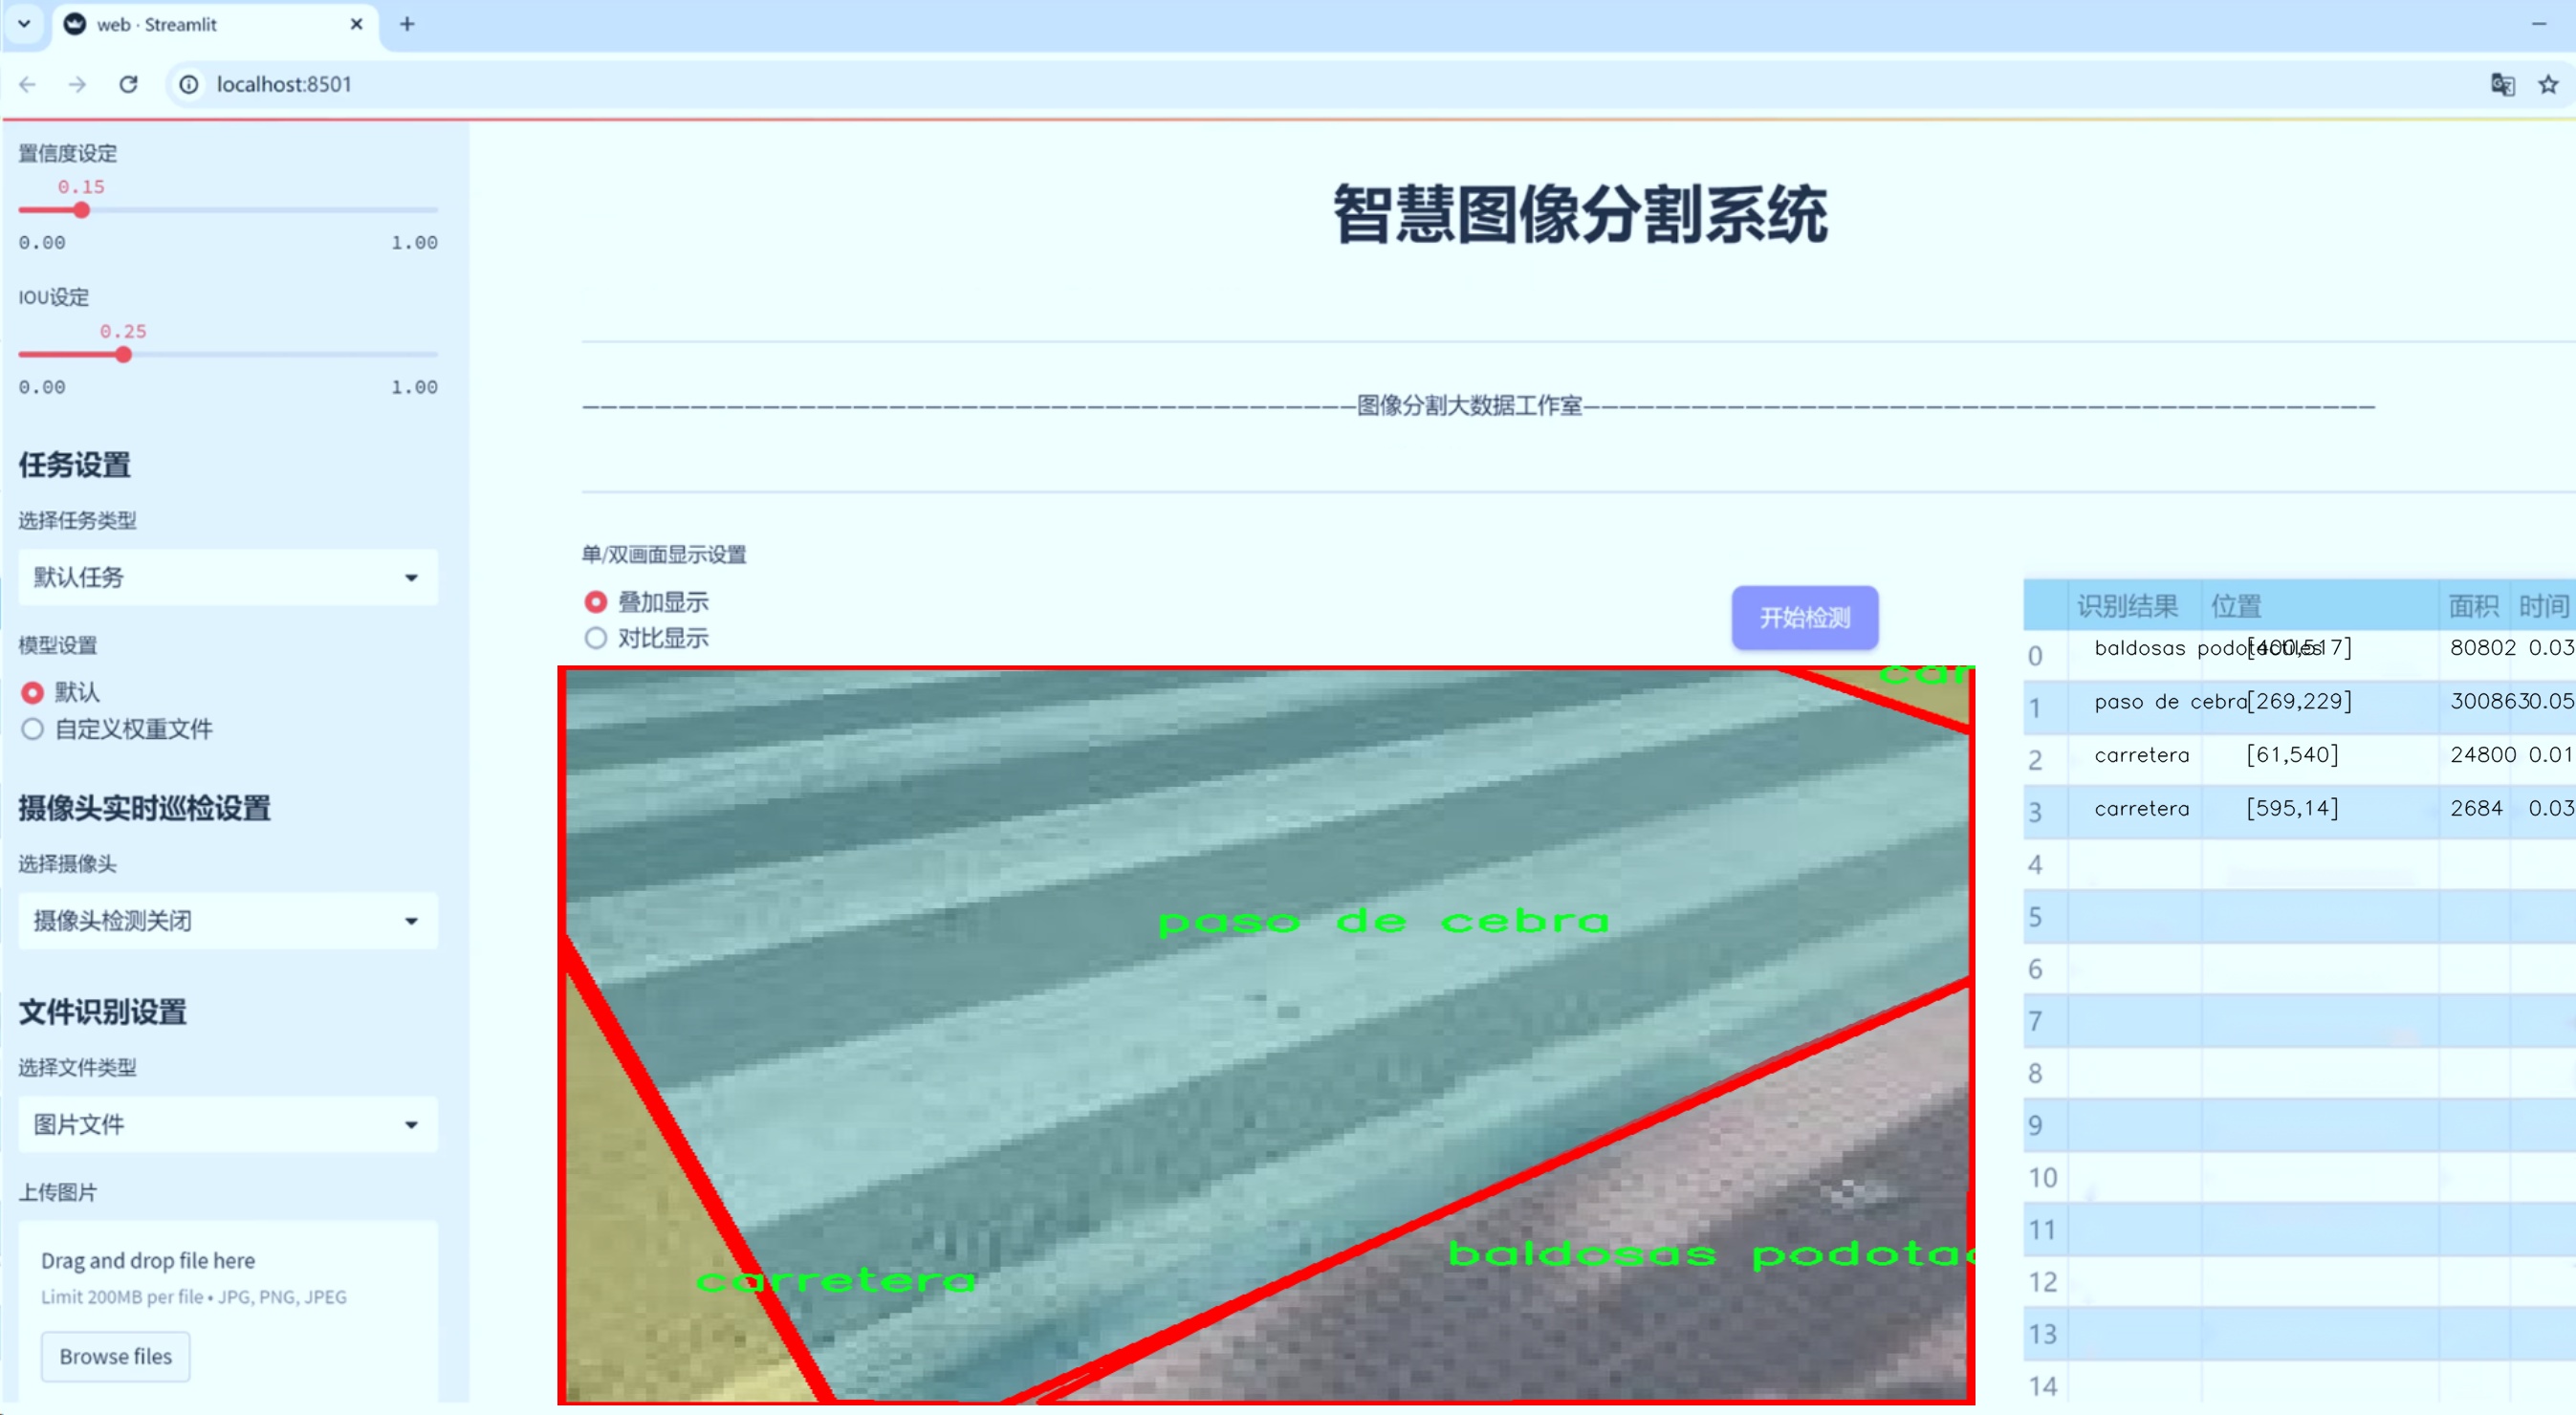 web · Streamlit
localhost:8501
置信度设定
0.15
0.00 1.00
IOU设定
0.25
0.00 1.00
任务设置
选择任务类型
默认任务
模型设置
默认
自定义权重文件
摄像头实时巡检设置
选择摄像头
摄像头检测关闭
文件识别设置
选择文件类型
图片文件
上传图片
Drag and drop file here
Limit 200MB per file • JPG, PNG, JPEG
Browse files
智慧图像分割系统
图像分割大数据工作室
单/双画面显示设置
叠加显示
对比显示
开始检测
car
paso de cebra
carretera
baldosas podotac
识别结果 位置 面积 时间
0 baldosas podotactiles [400,517] 80802 0.03
1 paso de cebra [269,229] 300863 0.05
2 carretera [61,540] 24800 0.01
3 carretera [595,14] 2684 0.03
4
5
6
7
8
9
10
11
12
13
14